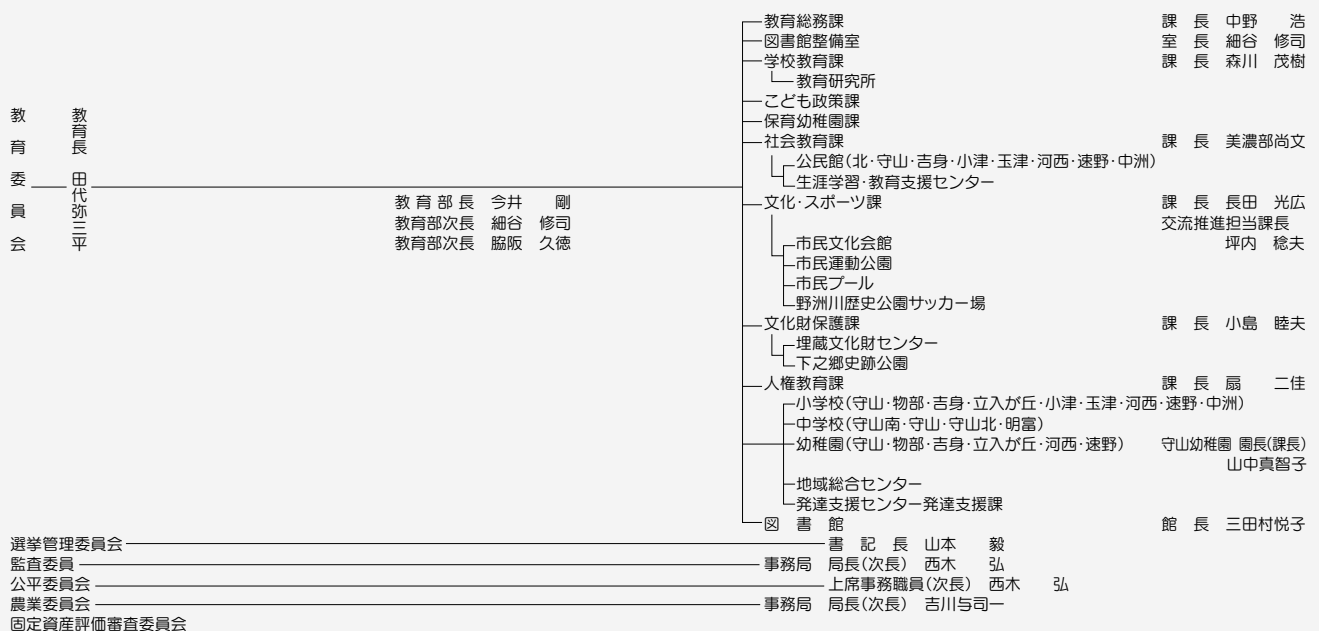 教育委員会
教育長 田代弥三平
教育部長 今井 剛
教育部次長 細谷 修司
教育部次長 脇阪 久徳
教育総務課 課長 中野 浩
図書館整備室 室長 細谷 修司
学校教育課 課長 森川 茂樹
教育研究所
こども政策課
保育幼稚園課
社会教育課 課長 美濃部尚文
公民館(北・守山・吉身・小津・玉津・河西・速野・中洲)
生涯学習・教育支援センター
文化・スポーツ課 課長 長田 光広
交流推進担当課長
市民文化会館 坪内 稔夫
市民運動公園
市民プール
野洲川歴史公園サッカー場
文化財保護課 課長 小島 睦夫
埋蔵文化財センター
下之郷史跡公園
人権教育課 課長 扇 二佳
小学校(守山・物部・吉身・立入が丘・小津・玉津・河西・速野・中洲)
中学校(守山南・守山・守山北・明富)
幼稚園(守山・物部・吉身・立入が丘・河西・速野) 守山幼稚園 園長(課長)
山中真智子
地域総合センター
発達支援センター発達支援課
図書館 館長 三田村悦子
選挙管理委員会 書記長 山本 毅
監査委員 事務局 局長(次長) 西木 弘
公平委員会 上席事務職員(次長) 西木 弘
農業委員会 事務局 局長(次長) 吉川与司一
固定資産評価審査委員会